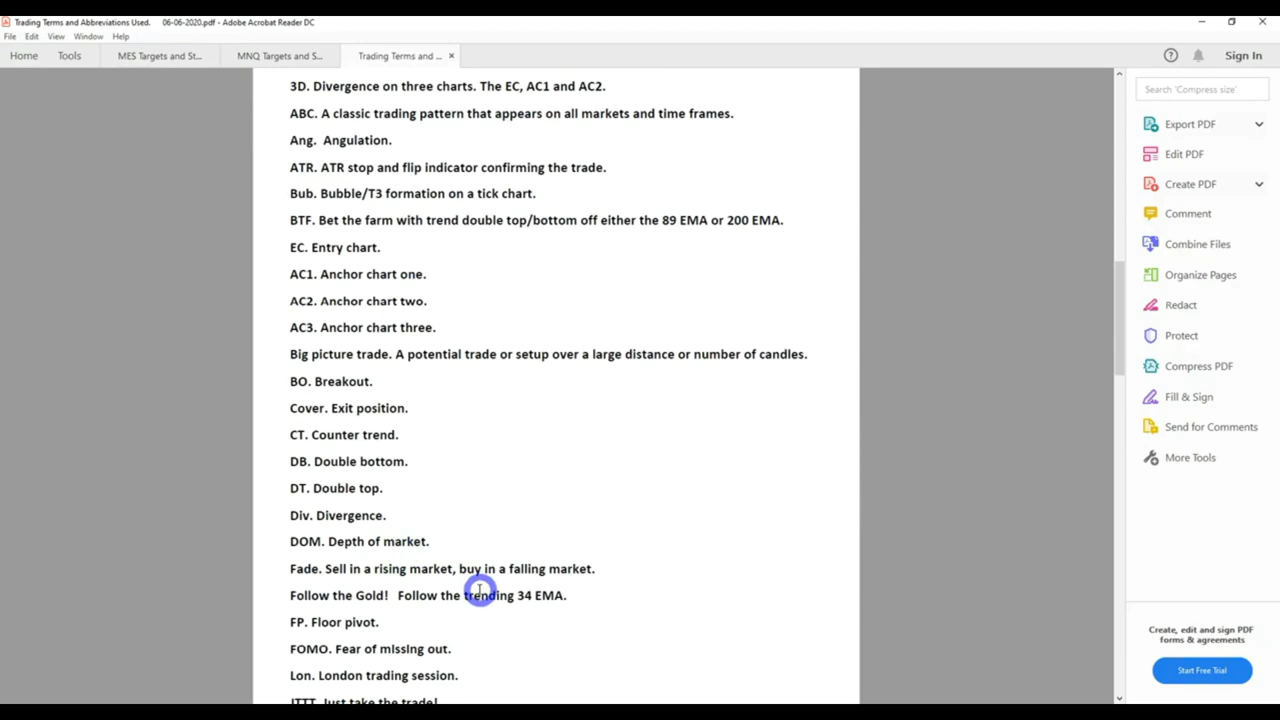 Trading Terms and Abbreviations Used. 06-06-2020.pdf - Adobe Acrobat Reader DC
File Edit View Window Help
Home Tools MES Targets and St... MNQ Targets and S... Trading Terms and ... × Sign In
3D. Divergence on three charts. The EC, AC1 and AC2.
ABC. A classic trading pattern that appears on all markets and time frames.
Ang. Angulation.
ATR. ATR stop and flip indicator confirming the trade.
Bub. Bubble/T3 formation on a tick chart.
BTF. Bet the farm with trend double top/bottom off either the 89 EMA or 200 EMA.
EC. Entry chart.
AC1. Anchor chart one.
AC2. Anchor chart two.
AC3. Anchor chart three.
Big picture trade. A potential trade or setup over a large distance or number of candles.
BO. Breakout.
Cover. Exit position.
CT. Counter trend.
DB. Double bottom.
DT. Double top.
Div. Divergence.
DOM. Depth of market.
Fade. Sell in a rising market, buy in a falling market.
Follow the Gold! Follow the trending 34 EMA.
FP. Floor pivot.
FOMO. Fear of missing out.
Lon. London trading session.
JTTT. Just take the trade!
Search 'Compress size'
Export PDF
Edit PDF
Create PDF
Comment
Combine Files
Organize Pages
Redact
Protect
Compress PDF
Fill & Sign
Send for Comments
More Tools
Create, edit and sign PDF
forms & agreements
Start Free Trial